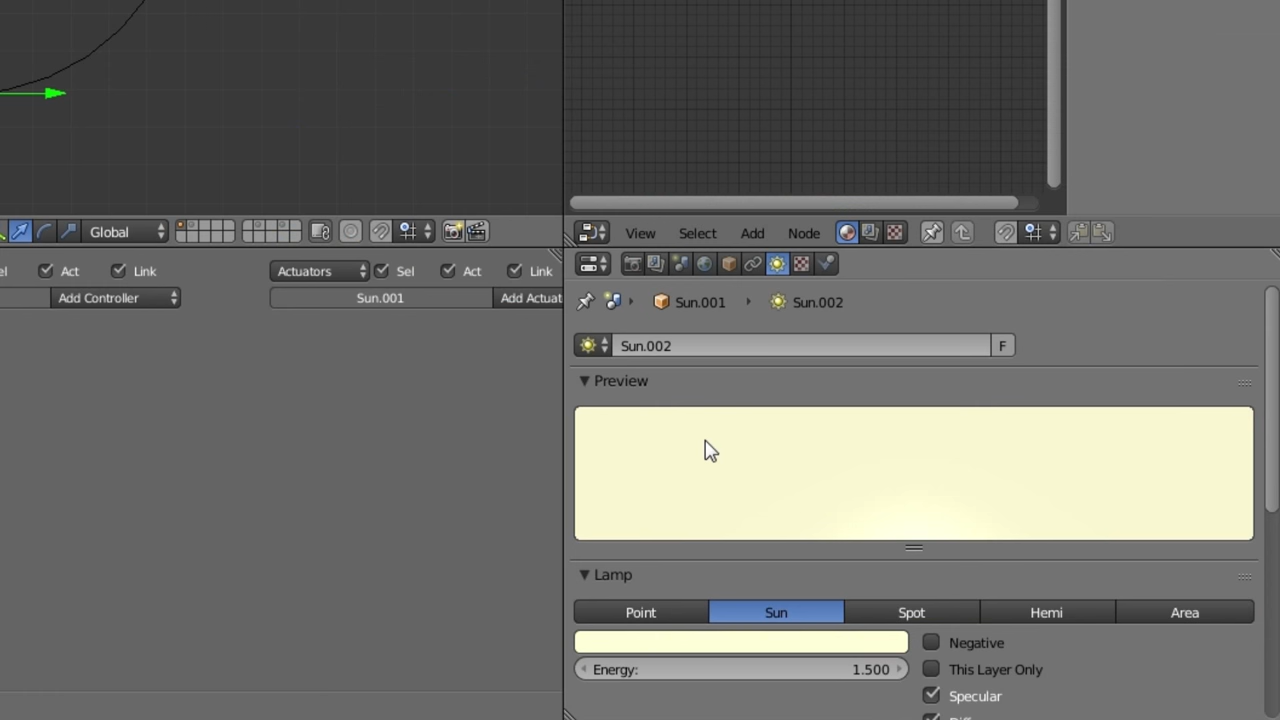 Global
View Select Add Node
Act Link
Actuators Sel Act Link
Add Controller
Sun.001 Add Actuat
Sun.001 Sun.002
Sun.002 F
Preview
Lamp
Point Sun Spot Hemi Area
Negative
Energy: 1.500
This Layer Only
Specular